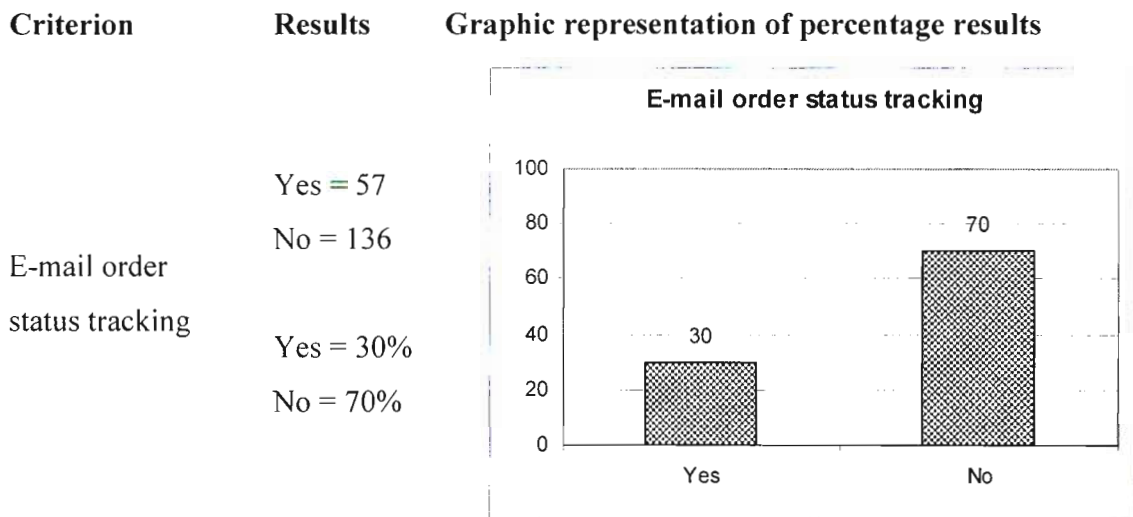 Criterion Results Graphic representation of percentage results
E-mail order
status tracking
Yes = 57
No = 136
Yes = 30%
No = 70%
E-mail order status tracking
100
80
60
40
20
0
30
70
Yes No